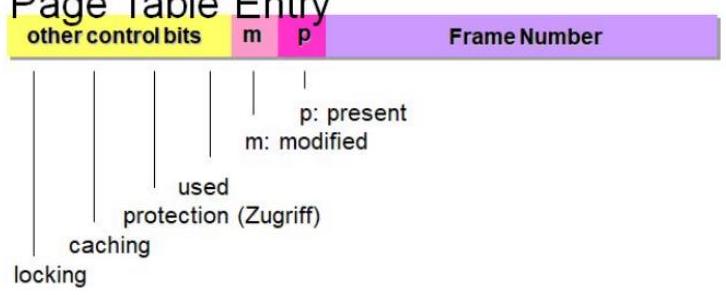 Page Table Entry
other control bits m p Frame Number
p: present
m: modified
used
protection (Zugriff)
caching
locking